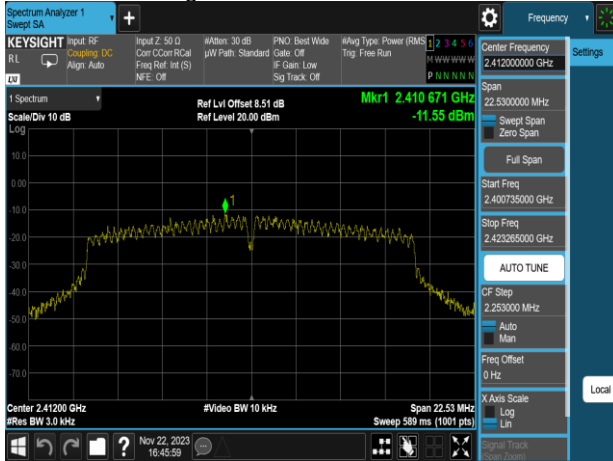 Spectrum Analyzer 1
Swept SA
Frequency
KEYSIGHT
RL
Input: RF
Coupling: DC
Align: Auto
Input Z: 50 Ω
Corr CCorr RCal
Freq Ref: Int (S)
NFE: Off
#Atten: 30 dB
µW Path: Standard
PNO: Best Wide
Gate: Off
IF Gain: Low
Sig Track: Off
#Avg Type: Power (RMS
Trig: Free Run
1 2 3 4 5 6
M W W W W W
P N N N N N
LXI
Center Frequency
2.412000000 GHz
Settings
1 Spectrum
Scale/Div 10 dB
Log
Ref Lvl Offset 8.51 dB
Ref Level 20.00 dBm
Mkr1 2.410 671 GHz
-11.55 dBm
Span
22.5300000 MHz
Swept Span
Zero Span
Full Span
Start Freq
2.400735000 GHz
Stop Freq
2.423265000 GHz
AUTO TUNE
CF Step
2.253000 MHz
Auto
Man
Freq Offset
0 Hz
X Axis Scale
Log
Lin
Signal Track
(Span Zoom)
Local
10.0
0.00
-10.0
-20.0
-30.0
-40.0
-50.0
-60.0
-70.0
1
Center 2.41200 GHz
#Res BW 3.0 kHz
#Video BW 10 kHz
Span 22.53 MHz
Sweep 589 ms (1001 pts)
?
Nov 22, 2023
16:45:59